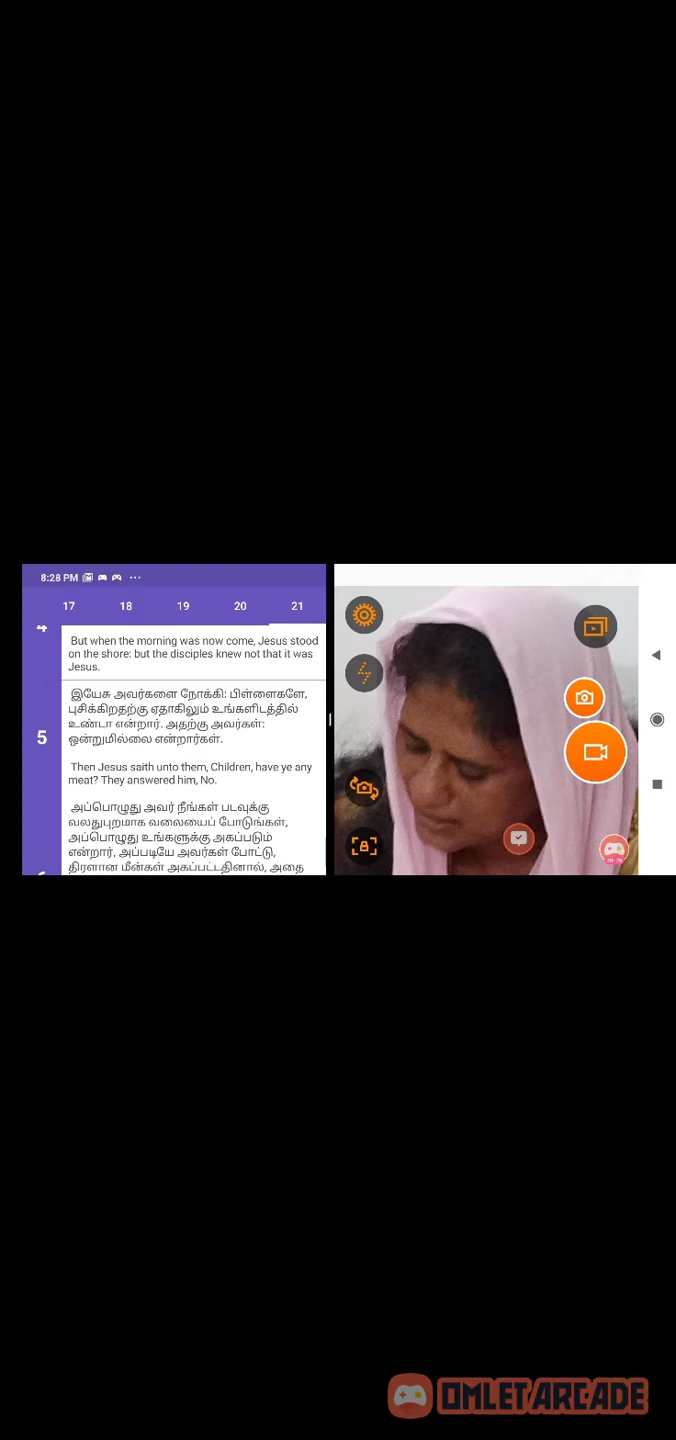 8:28 PM
17 18 19 20 21
4
But when the morning was now come, Jesus stood
on the shore: but the disciples knew not that it was
Jesus.
5
இயேசு அவர்களை நோக்கி: பிள்ளைகளே,
புசிக்கிறதற்கு ஏதாகிலும் உங்களிடத்தில்
உண்டா என்றார். அதற்கு அவர்கள்:
ஒன்றுமில்லை என்றார்கள்.
Then Jesus saith unto them, Children, have ye any
meat? They answered him, No.
அப்பொழுது அவர் நீங்கள் படவுக்கு
வலதுபுறமாக வலையைப் போடுங்கள்,
அப்பொழுது உங்களுக்கு அகப்படும்
என்றார், அப்படியே அவர்கள் போட்டு,
திரளான மீன்கள் அகப்பட்டதினால், அதை
OMLET ARCADE